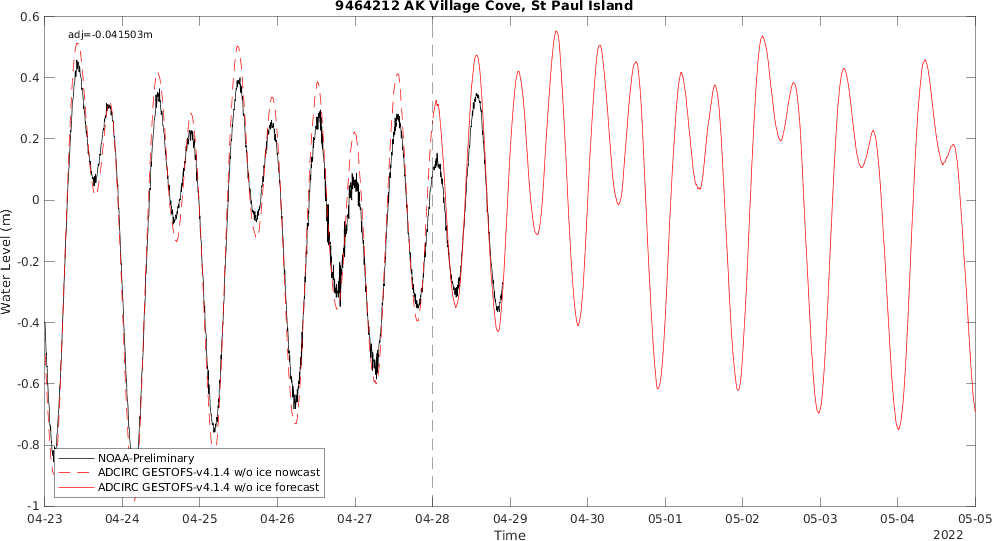 9464212 AK Village Cove, St Paul Island
adj=-0.041503m
0.6
0.4
0.2
0
-0.2
-0.4
-0.6
-0.8
-1
Water Level (m)
NOAA-Preliminary
ADCIRC GESTOFS-v4.1.4 w/o ice nowcast
ADCIRC GESTOFS-v4.1.4 w/o ice forecast
04-23 04-24 04-25 04-26 04-27 04-28 04-29 04-30 05-01 05-02 05-03 05-04 05-05
Time
2022